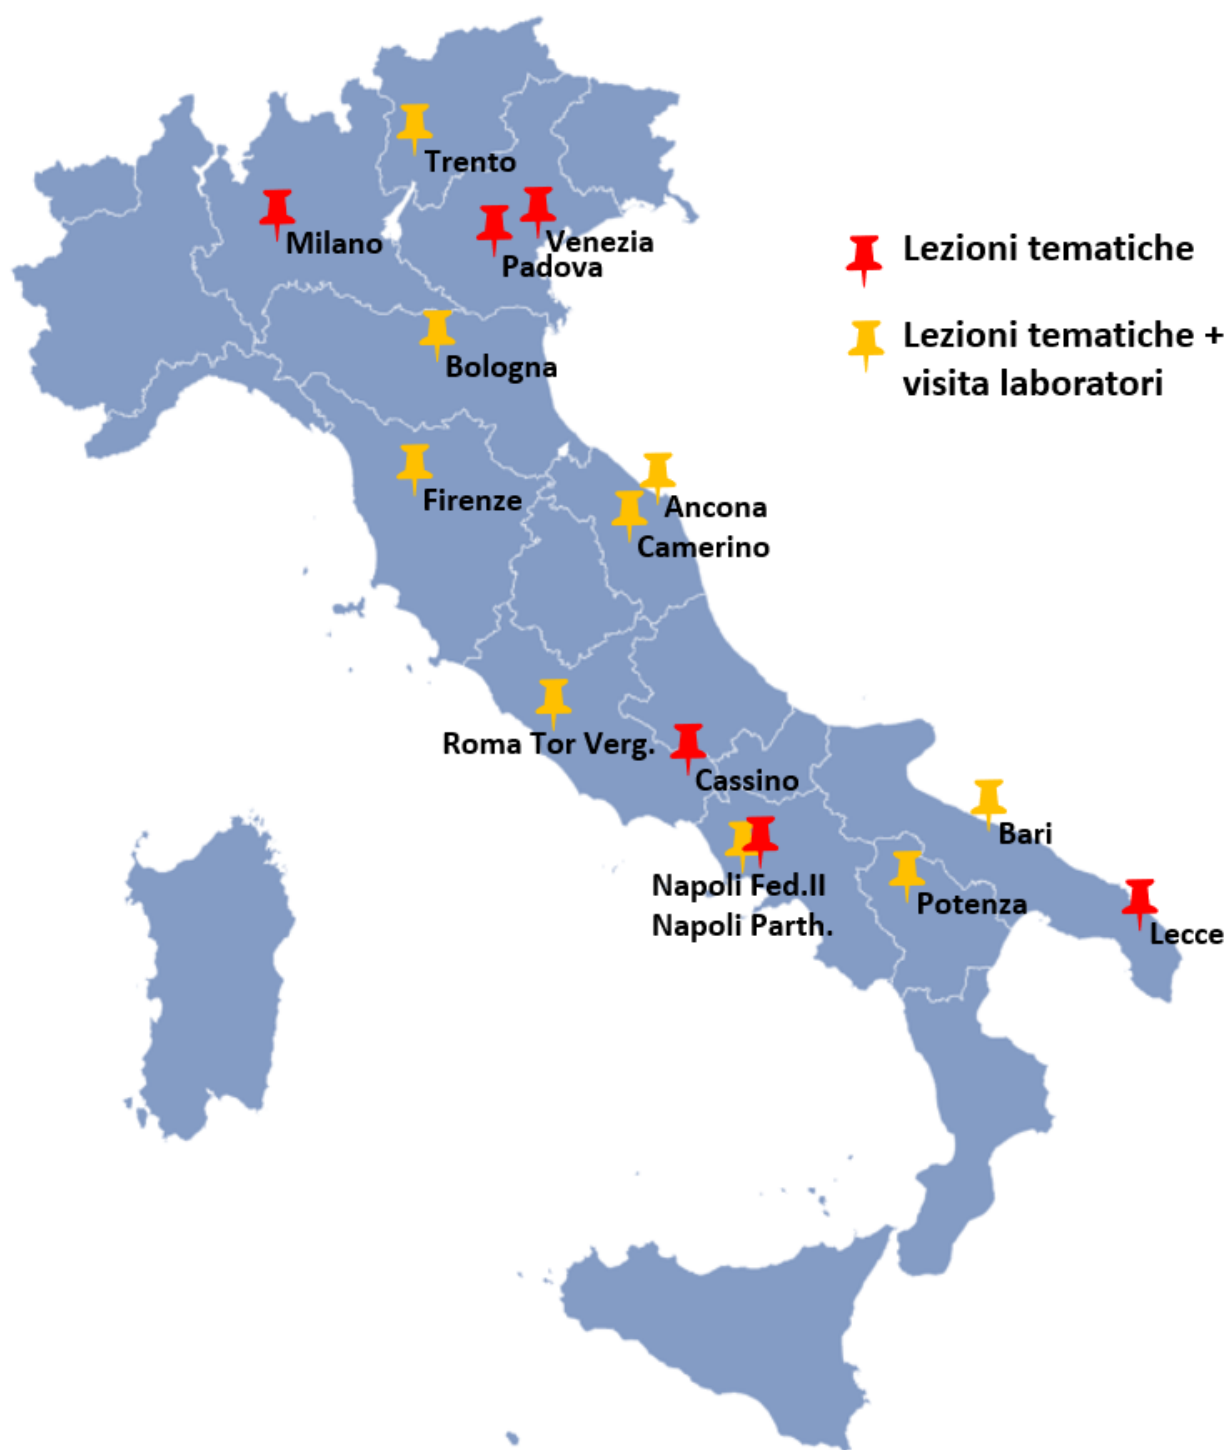 Trento
Milano
Venezia
Padova
Lezioni tematiche
Lezioni tematiche +
visita laboratori
Bologna
Firenze
Ancona
Camerino
Roma Tor Verg.
Cassino
Bari
Napoli Fed.II
Napoli Parth.
Potenza
Lecce